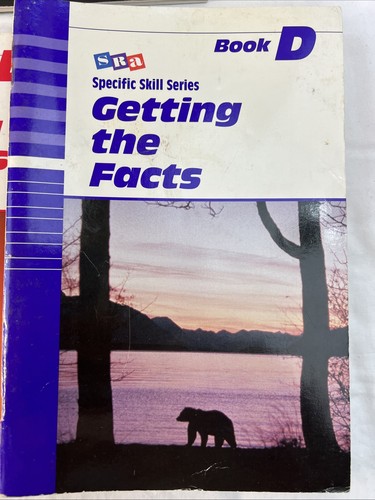 Book D
SRA
Specific Skill Series
Getting
the
Facts